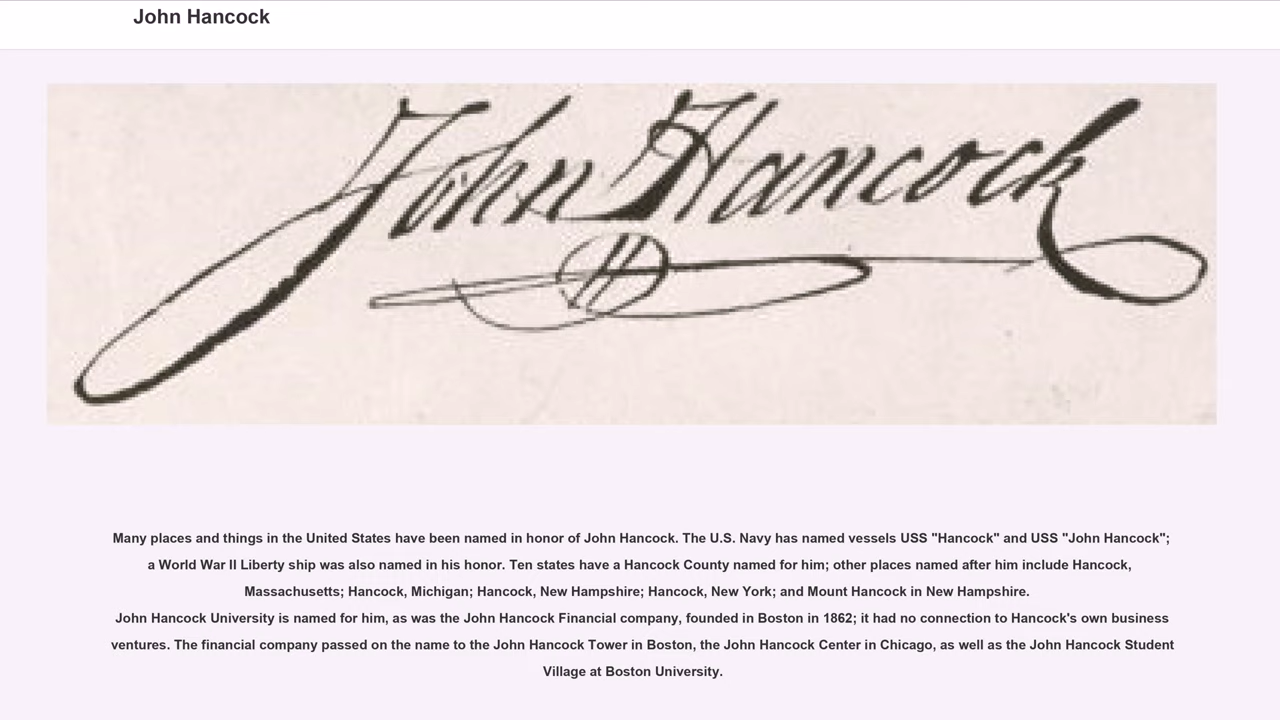 John Hancock
John Hancock
Many places and things in the United States have been named in honor of John Hancock. The U.S. Navy has named vessels USS "Hancock" and USS "John Hancock";
a World War II Liberty ship was also named in his honor. Ten states have a Hancock County named for him; other places named after him include Hancock,
Massachusetts; Hancock, Michigan; Hancock, New Hampshire; Hancock, New York; and Mount Hancock in New Hampshire.
John Hancock University is named for him, as was the John Hancock Financial company, founded in Boston in 1862; it had no connection to Hancock's own business
ventures. The financial company passed on the name to the John Hancock Tower in Boston, the John Hancock Center in Chicago, as well as the John Hancock Student
Village at Boston University.